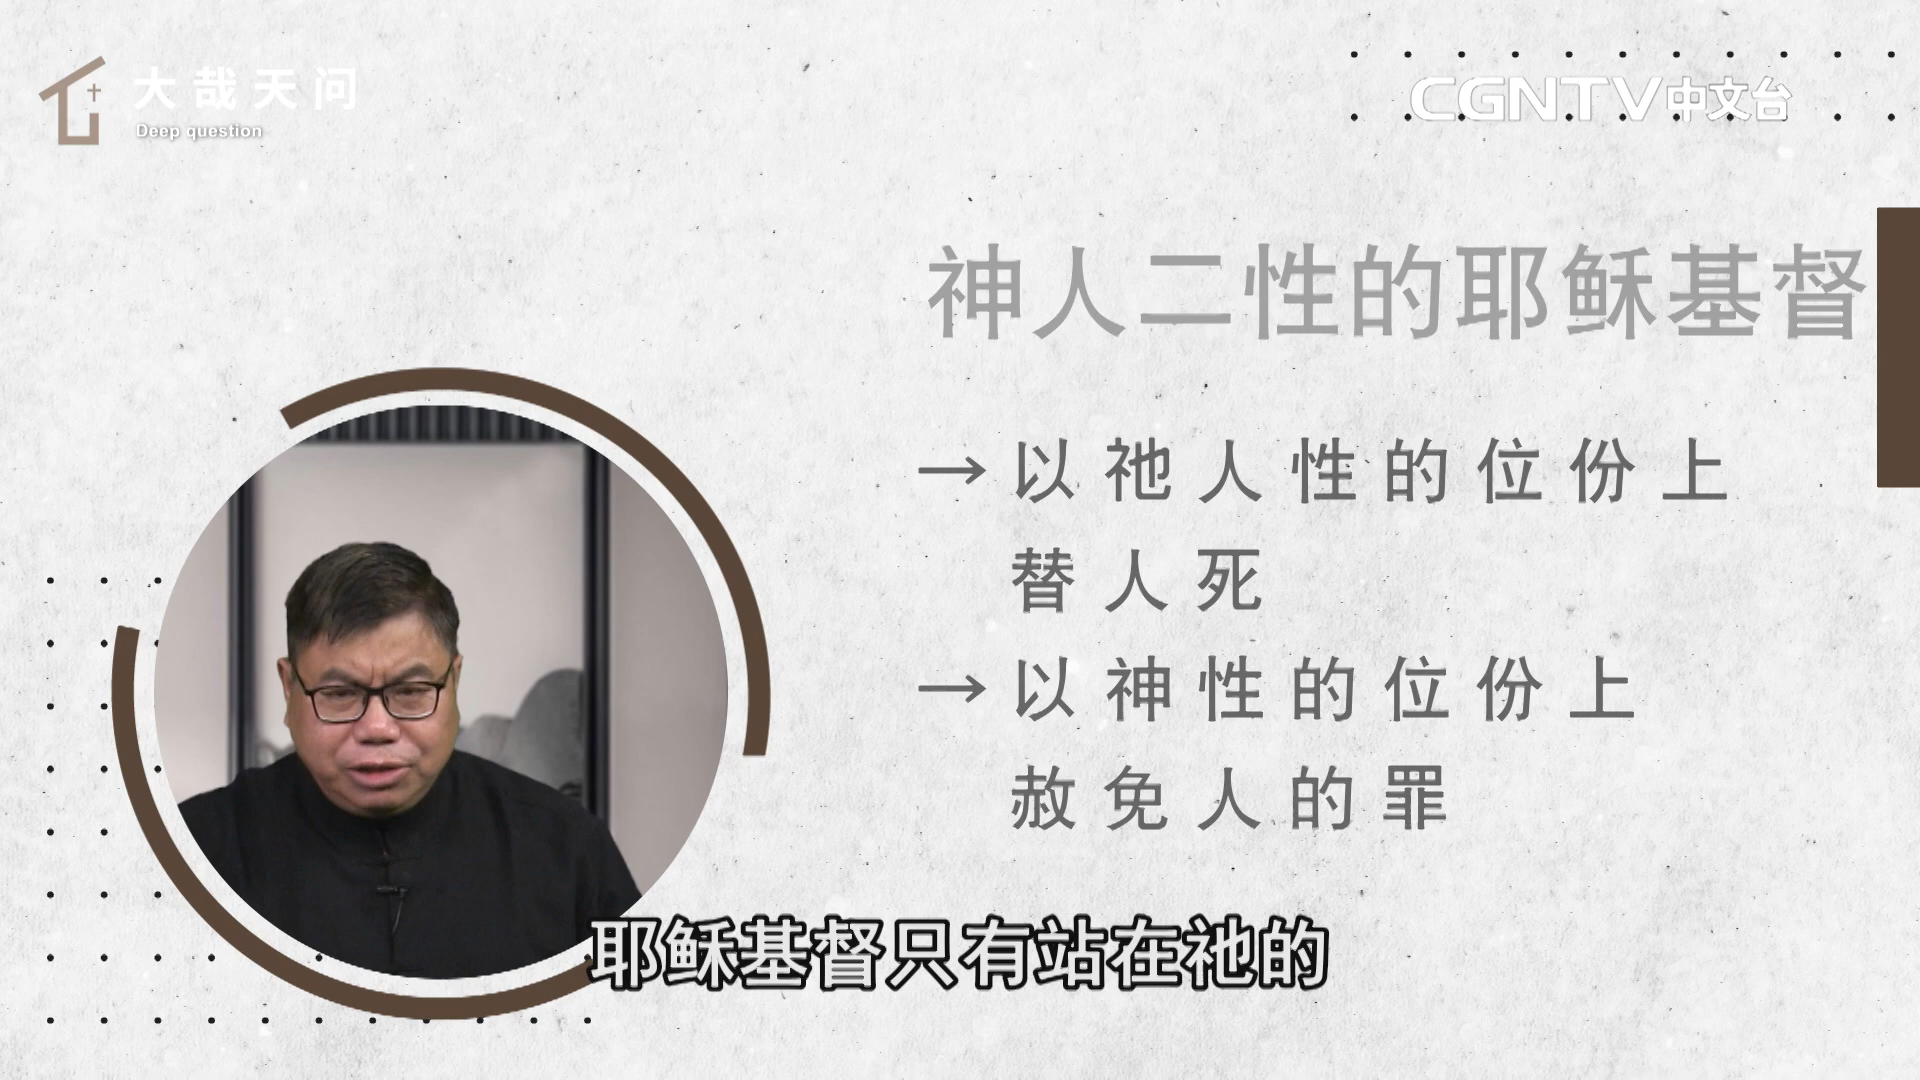 大哉天问
Deep question
CGNTV中文台
神人二性的耶稣基督
→以祂人性的位份上
替人死
→以神性的位份上
赦免人的罪
耶稣基督只有站在祂的